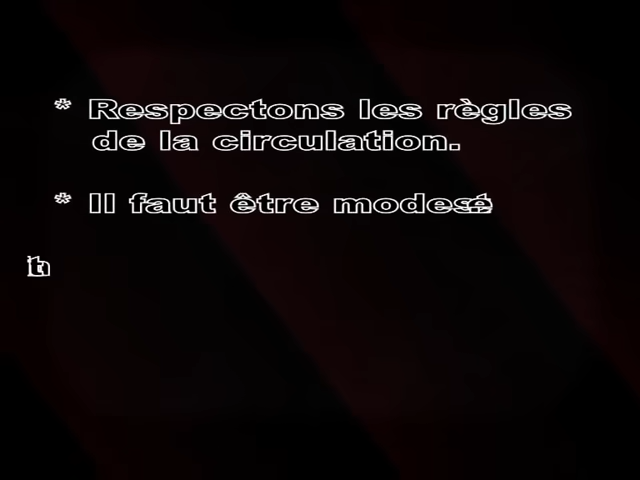 * Respectons les règles
de la circulation.
* Il faut être